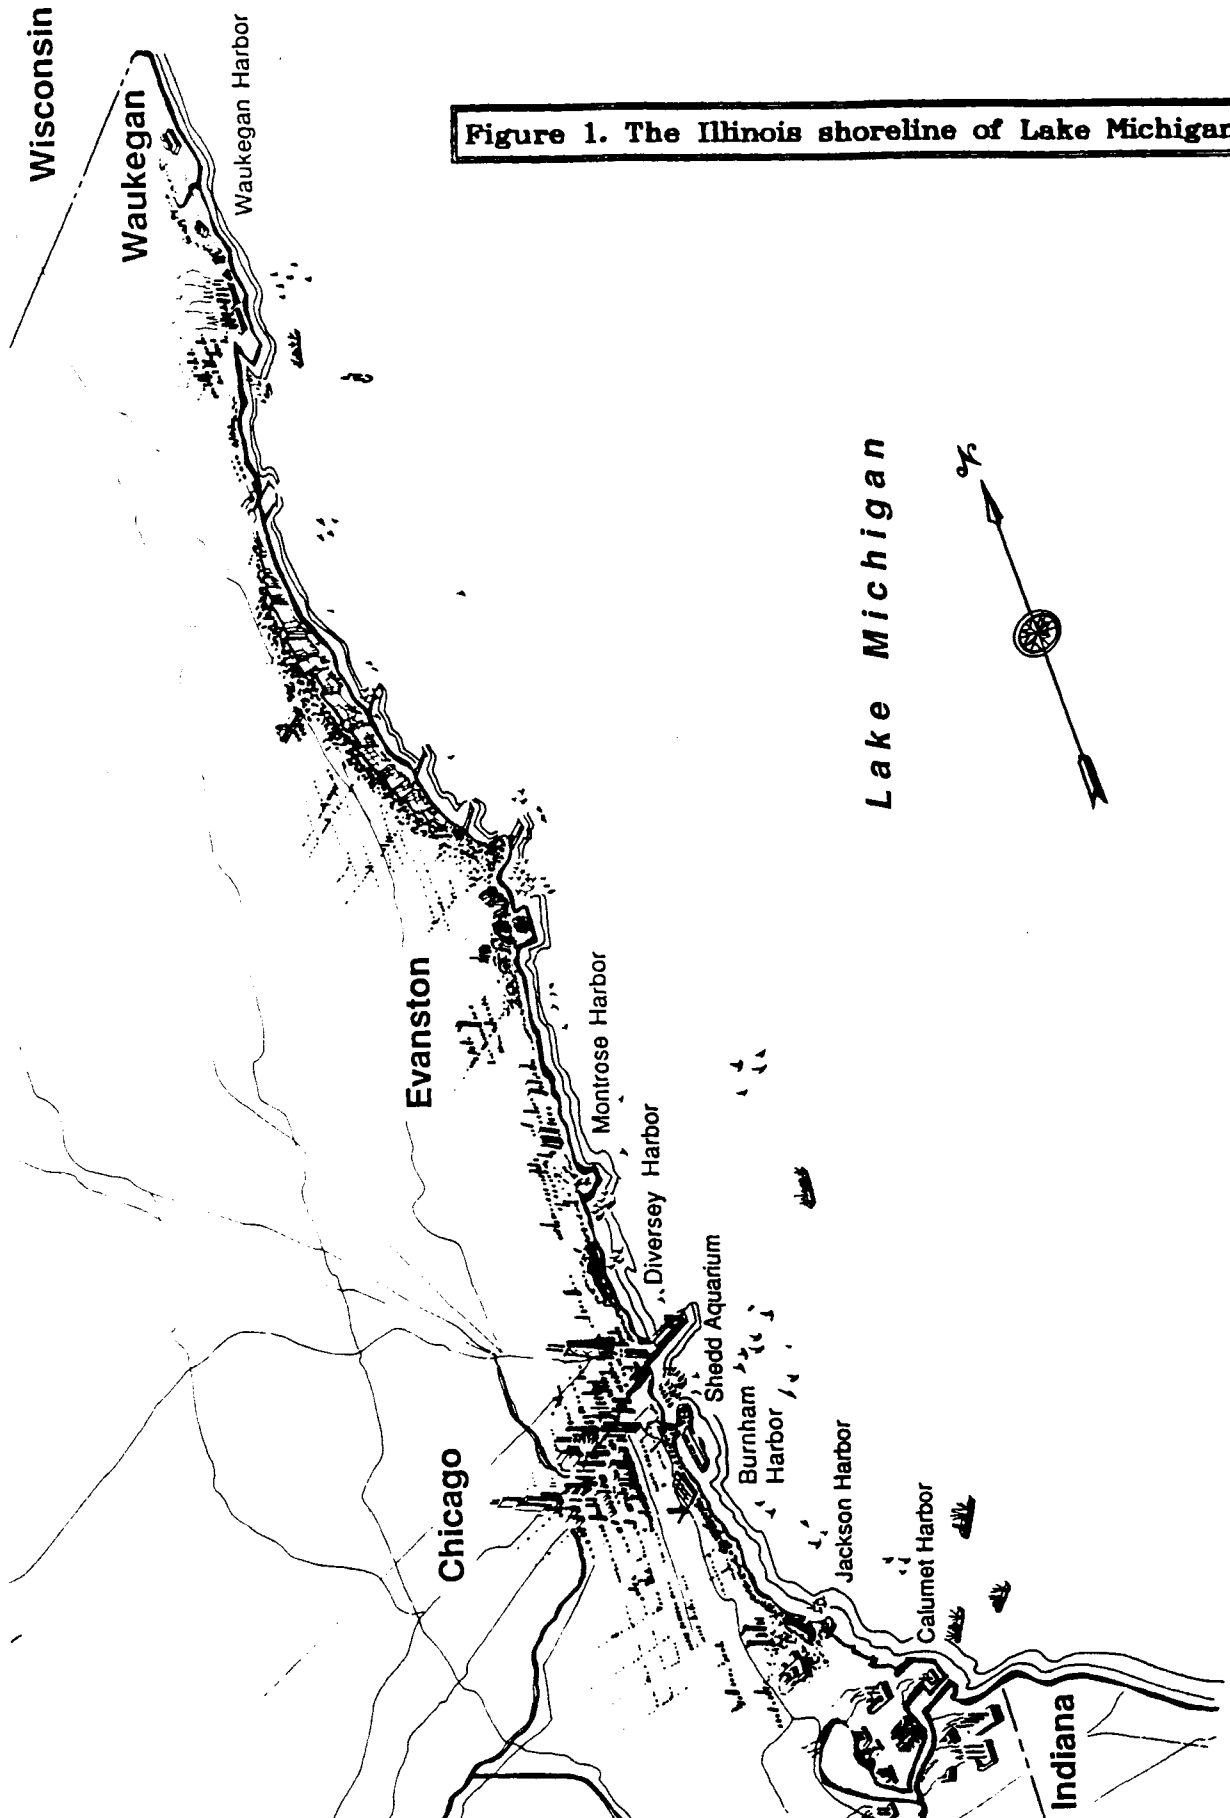 Wisconsin
Waukegan
Waukegan Harbor
Figure 1. The Illinois shoreline of Lake Michigan
Lake Michigan
N
Evanston
Montrose Harbor
Diversey Harbor
Shedd Aquarium
Chicago
Burnham
Harbor
Jackson Harbor
Calumet Harbor
Indiana